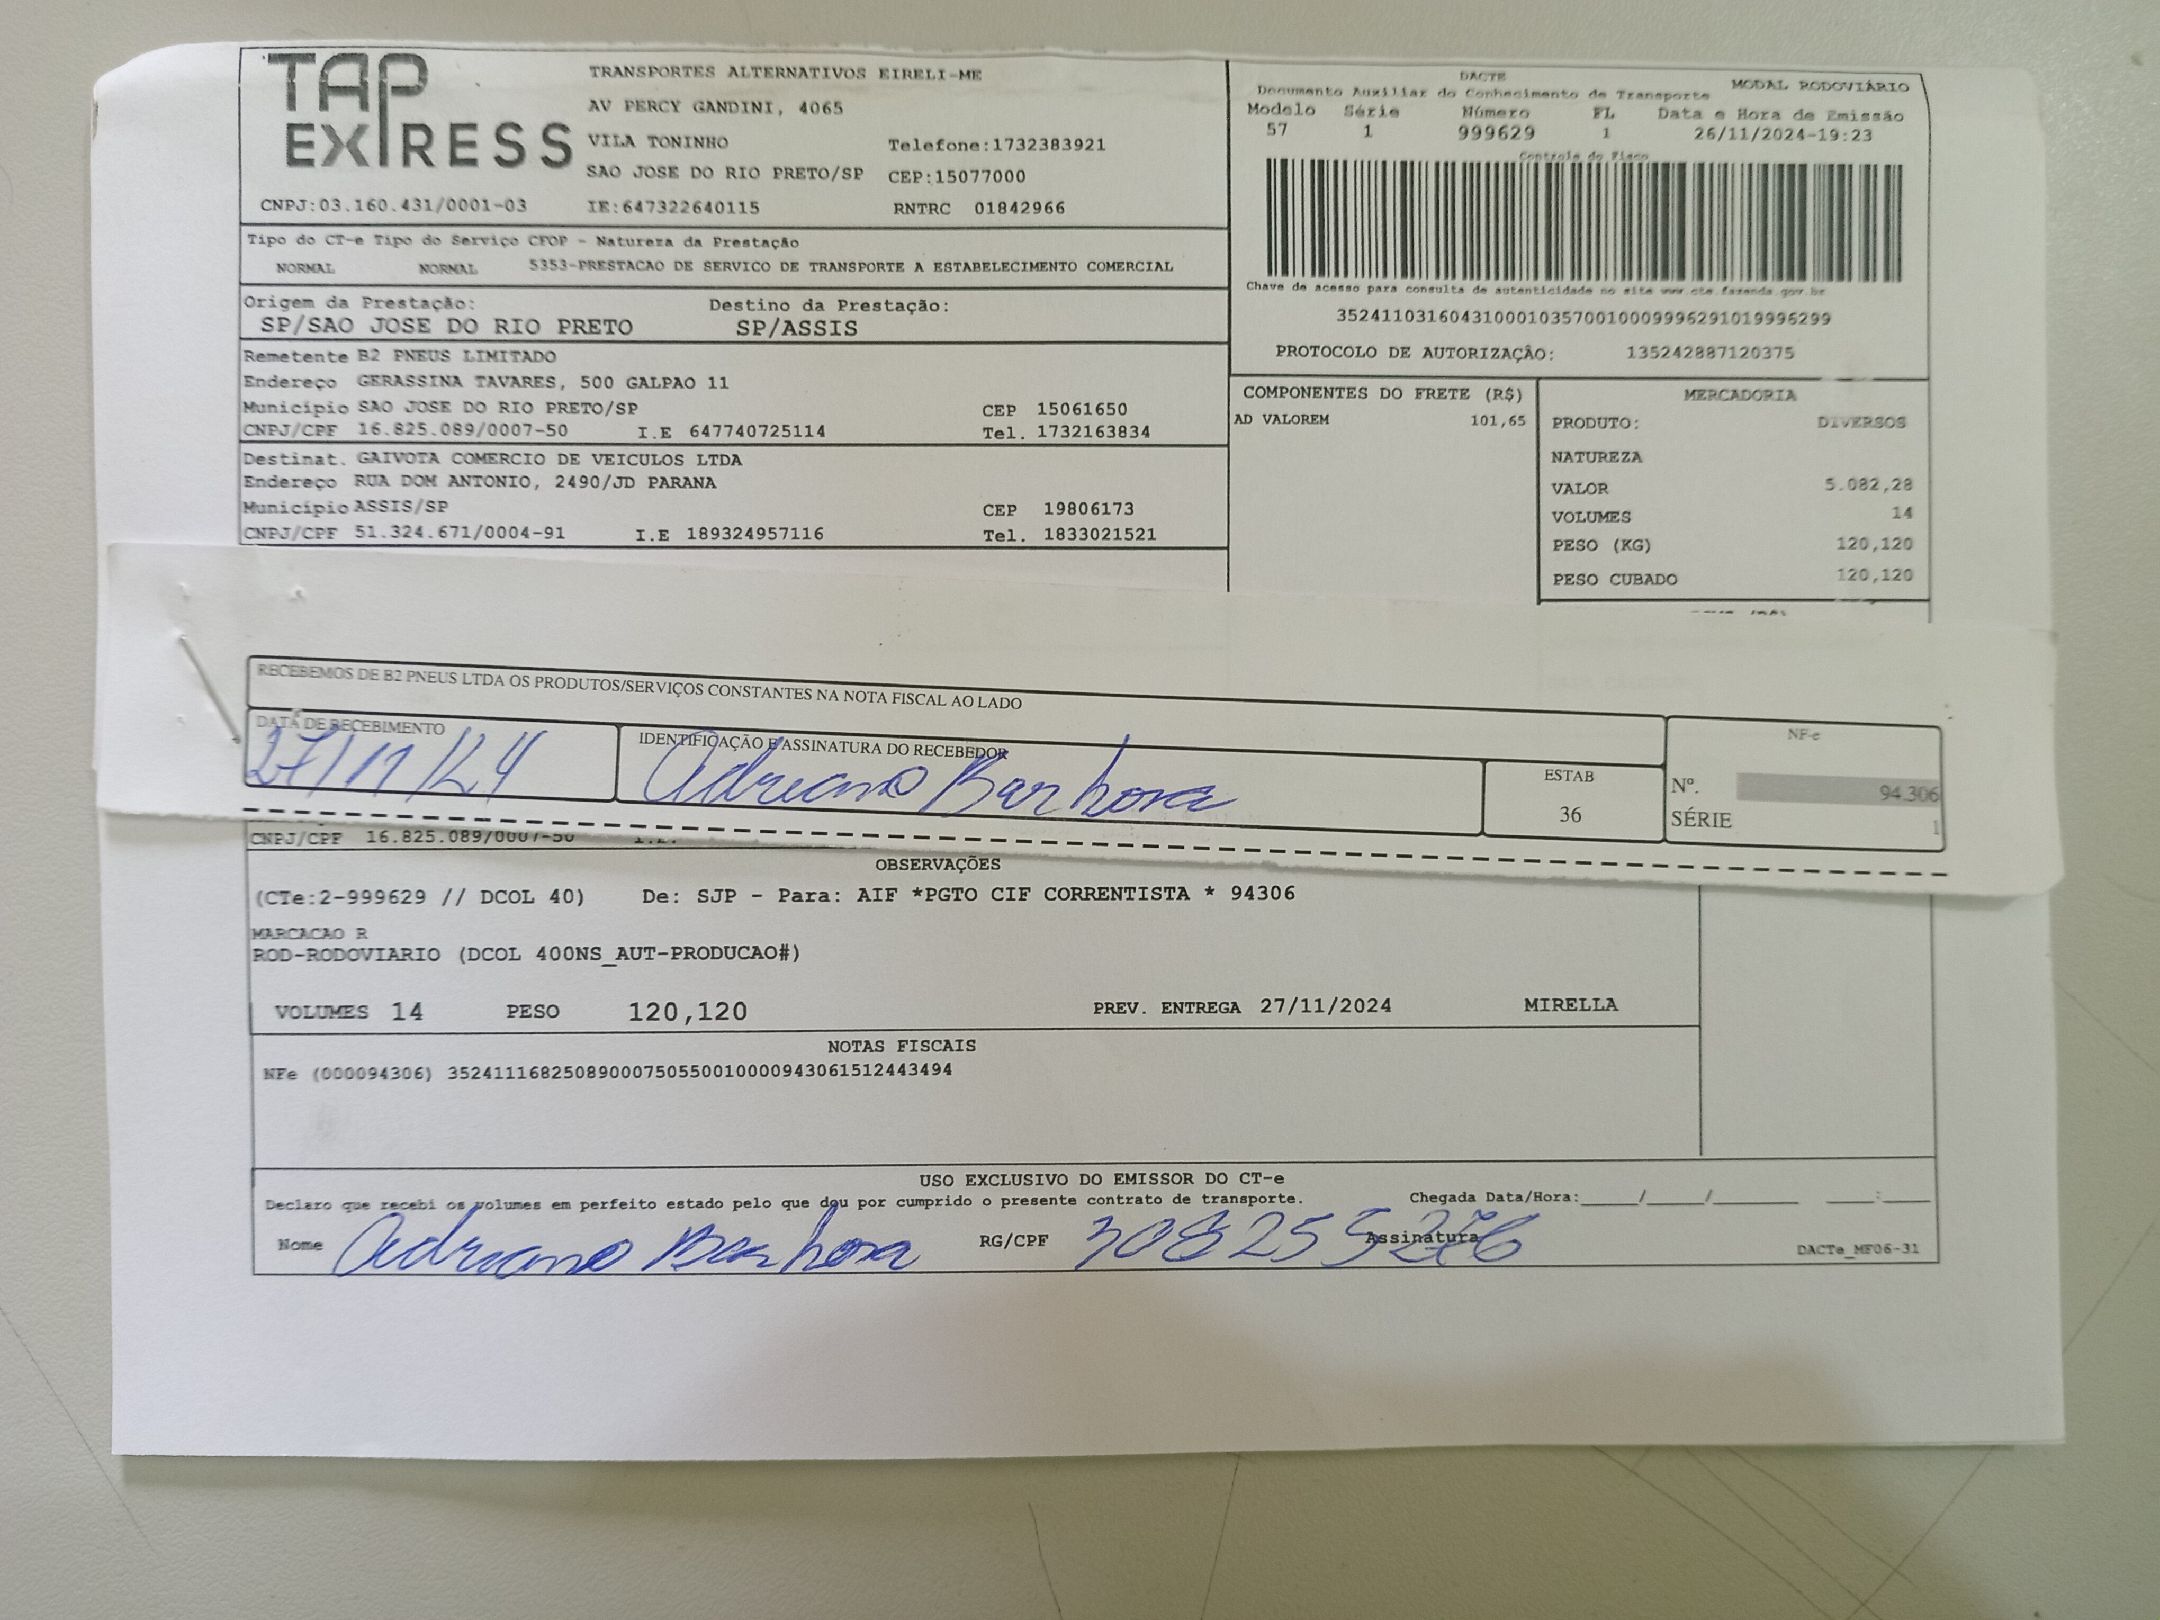 TAP EXPRESS
TRANSPORTES ALTERNATIVOS EIRELI-ME
AV PERCY GANDINI, 4065
VILA TONINHO Telefone:1732383921
SAO JOSE DO RIO PRETO/SP CEP:15077000
CNPJ:03.160.431/0001-03 IE:647322640115 RNTRC 01842966
DACTE MODAL RODOVIÁRIO
Documento Auxiliar do Conhecimento de Transporte
Modelo Série Número FL Data e Hora de Emissão
57 1 999629 1 26/11/2024-19:23
Controle do Fisco
Chave de acesso para consulta de autenticidade no site www.cte.fazenda.gov.br
35241103160431000103570010009996291019996299
PROTOCOLO DE AUTORIZAÇÃO: 135242887120375
Tipo do CT-e Tipo do Serviço CFOP - Natureza da Prestação
NORMAL NORMAL 5353-PRESTACAO DE SERVICO DE TRANSPORTE A ESTABELECIMENTO COMERCIAL
Origem da Prestação: Destino da Prestação:
SP/SAO JOSE DO RIO PRETO SP/ASSIS
Remetente B2 PNEUS LIMITADO
Endereço GERASSINA TAVARES, 500 GALPAO 11
Município SAO JOSE DO RIO PRETO/SP CEP 15061650
CNPJ/CPF 16.825.089/0007-50 I.E 647740725114 Tel. 1732163834
Destinat. GAIVOTA COMERCIO DE VEICULOS LTDA
Endereço RUA DOM ANTONIO, 2490/JD PARANA
Município ASSIS/SP CEP 19806173
CNPJ/CPF 51.324.671/0004-91 I.E 189324957116 Tel. 1833021521
COMPONENTES DO FRETE (R$)
AD VALOREM 101,65
MERCADORIA
PRODUTO: DIVERSOS
NATUREZA
VALOR 5.082,28
VOLUMES 14
PESO (KG) 120,120
PESO CUBADO 120,120
RECEBEMOS DE B2 PNEUS LTDA OS PRODUTOS/SERVIÇOS CONSTANTES NA NOTA FISCAL AO LADO
DATA DE RECEBIMENTO IDENTIFICAÇÃO E ASSINATURA DO RECEBEDOR
27/11/24 Adriano Barbosa
ESTAB
36
NF-e
Nº. 94.306
SÉRIE 1
CNPJ/CPF 16.825.089/0007-50 I.E.
OBSERVAÇÕES
(CTe:2-999629 // DCOL 40) De: SJP - Para: AIF *PGTO CIF CORRENTISTA * 94306
MARCACAO R
ROD-RODOVIARIO (DCOL 400NS_AUT-PRODUCAO#)
VOLUMES 14 PESO 120,120 PREV. ENTREGA 27/11/2024 MIRELLA
NOTAS FISCAIS
NFe (000094306) 35241116825089000750550010000943061512443494
USO EXCLUSIVO DO EMISSOR DO CT-e
Declaro que recebi os volumes em perfeito estado pelo que dou por cumprido o presente contrato de transporte. Chegada Data/Hora:_____/_____/_______ ____:____
Nome Adriano Barbosa RG/CPF 308255276 Assinatura DACTe_MF06-31